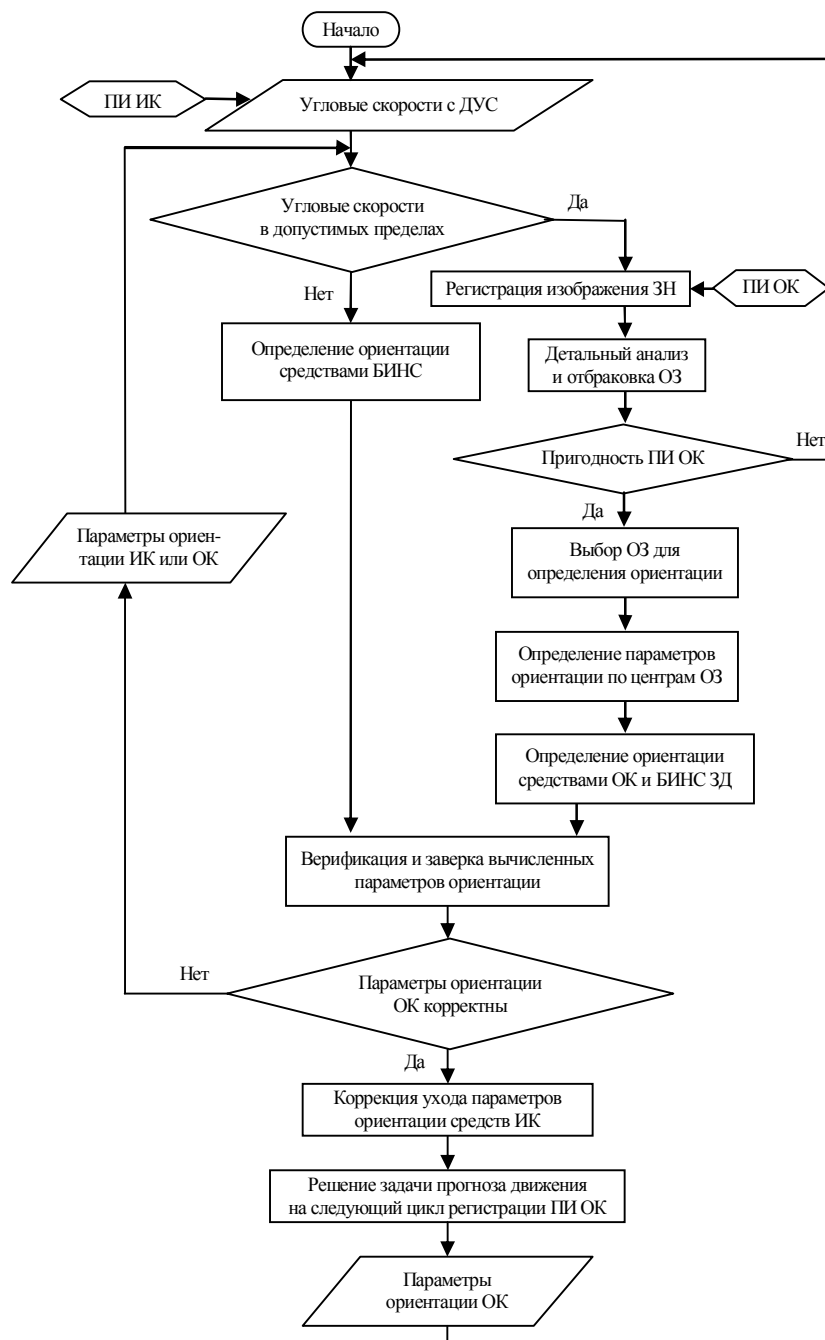 Начало
ПИ ИК
Угловые скорости с ДУС
Угловые скорости
в допустимых пределах
Да
Нет
Регистрация изображения ЗН
ПИ ОК
Определение ориентации
средствами БИНС
Детальный анализ
и отбраковка ОЗ
Пригодность ПИ ОК
Нет
Да
Параметры ориен-
тации ИК или ОК
Выбор ОЗ для
определения ориентации
Определение параметров
ориентации по центрам ОЗ
Определение ориентации
средствами ОК и БИНС ЗД
Верификация и заверка вычисленных
параметров ориентации
Нет
Параметры ориентации
ОК корректны
Да
Коррекция ухода параметров
ориентации средств ИК
Решение задачи прогноза движения
на следующий цикл регистрации ПИ ОК
Параметры
ориентации ОК